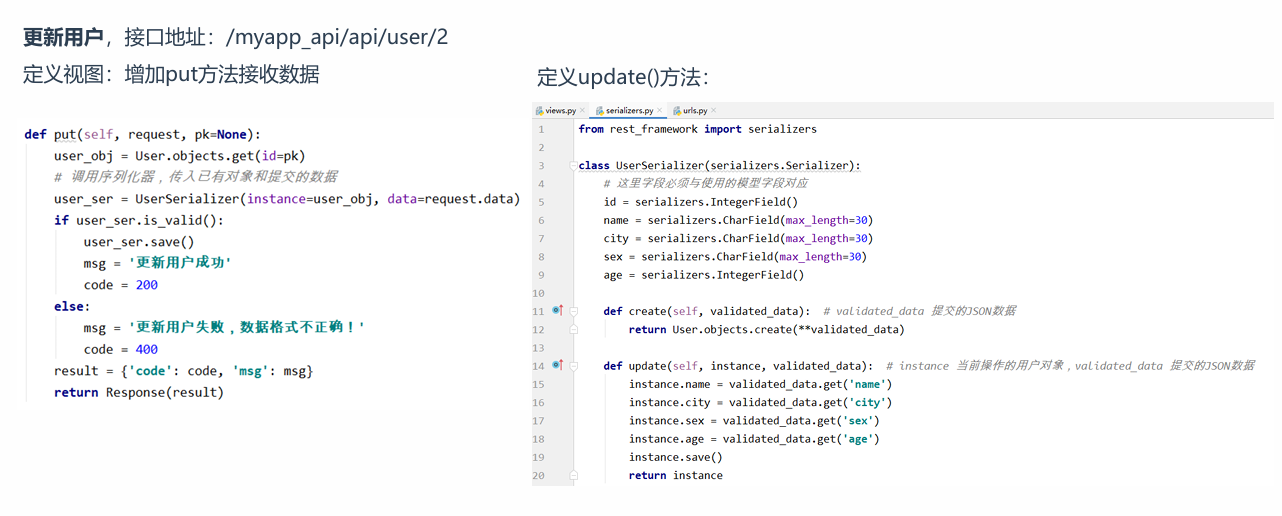 更新用户，接口地址：/myapp_api/api/user/2
定义视图：增加put方法接收数据
def put(self, request, pk=None):
user_obj = User.objects.get(id=pk)
# 调用序列化器，传入已有对象和提交的数据
user_ser = UserSerializer(instance=user_obj, data=request.data)
if user_ser.is_valid():
user_ser.save()
msg = '更新用户成功'
code = 200
else:
msg = '更新用户失败，数据格式不正确！'
code = 400
result = {'code': code, 'msg': msg}
return Response(result)
定义update()方法：
views.py × serializers.py × urls.py ×
1 from rest_framework import serializers
2
3 class UserSerializer(serializers.Serializer):
4 # 这里字段必须与使用的模型字段对应
5 id = serializers.IntegerField()
6 name = serializers.CharField(max_length=30)
7 city = serializers.CharField(max_length=30)
8 sex = serializers.CharField(max_length=30)
9 age = serializers.IntegerField()
10
11 def create(self, validated_data): # validated_data 提交的JSON数据
12 return User.objects.create(**validated_data)
13
14 def update(self, instance, validated_data): # instance 当前操作的用户对象，validated_data 提交的JSON数据
15 instance.name = validated_data.get('name')
16 instance.city = validated_data.get('city')
17 instance.sex = validated_data.get('sex')
18 instance.age = validated_data.get('age')
19 instance.save()
20 return instance